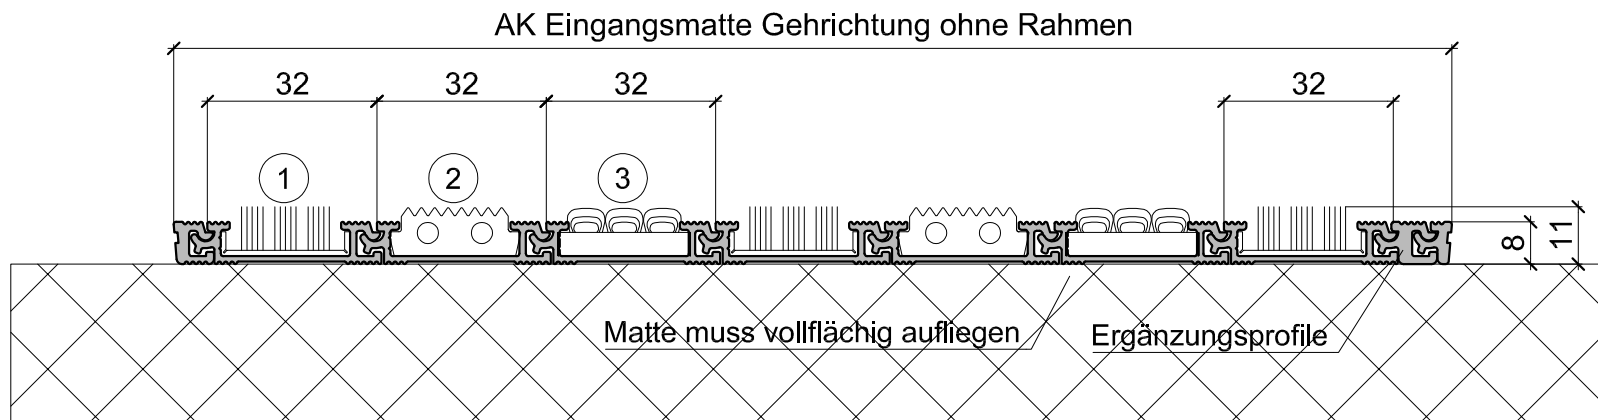 AK Eingangsmatte Gehrichtung ohne Rahmen
32 32 32 32
1 2 3
8 11
Matte muss vollflächig aufliegen Ergänzungsprofile